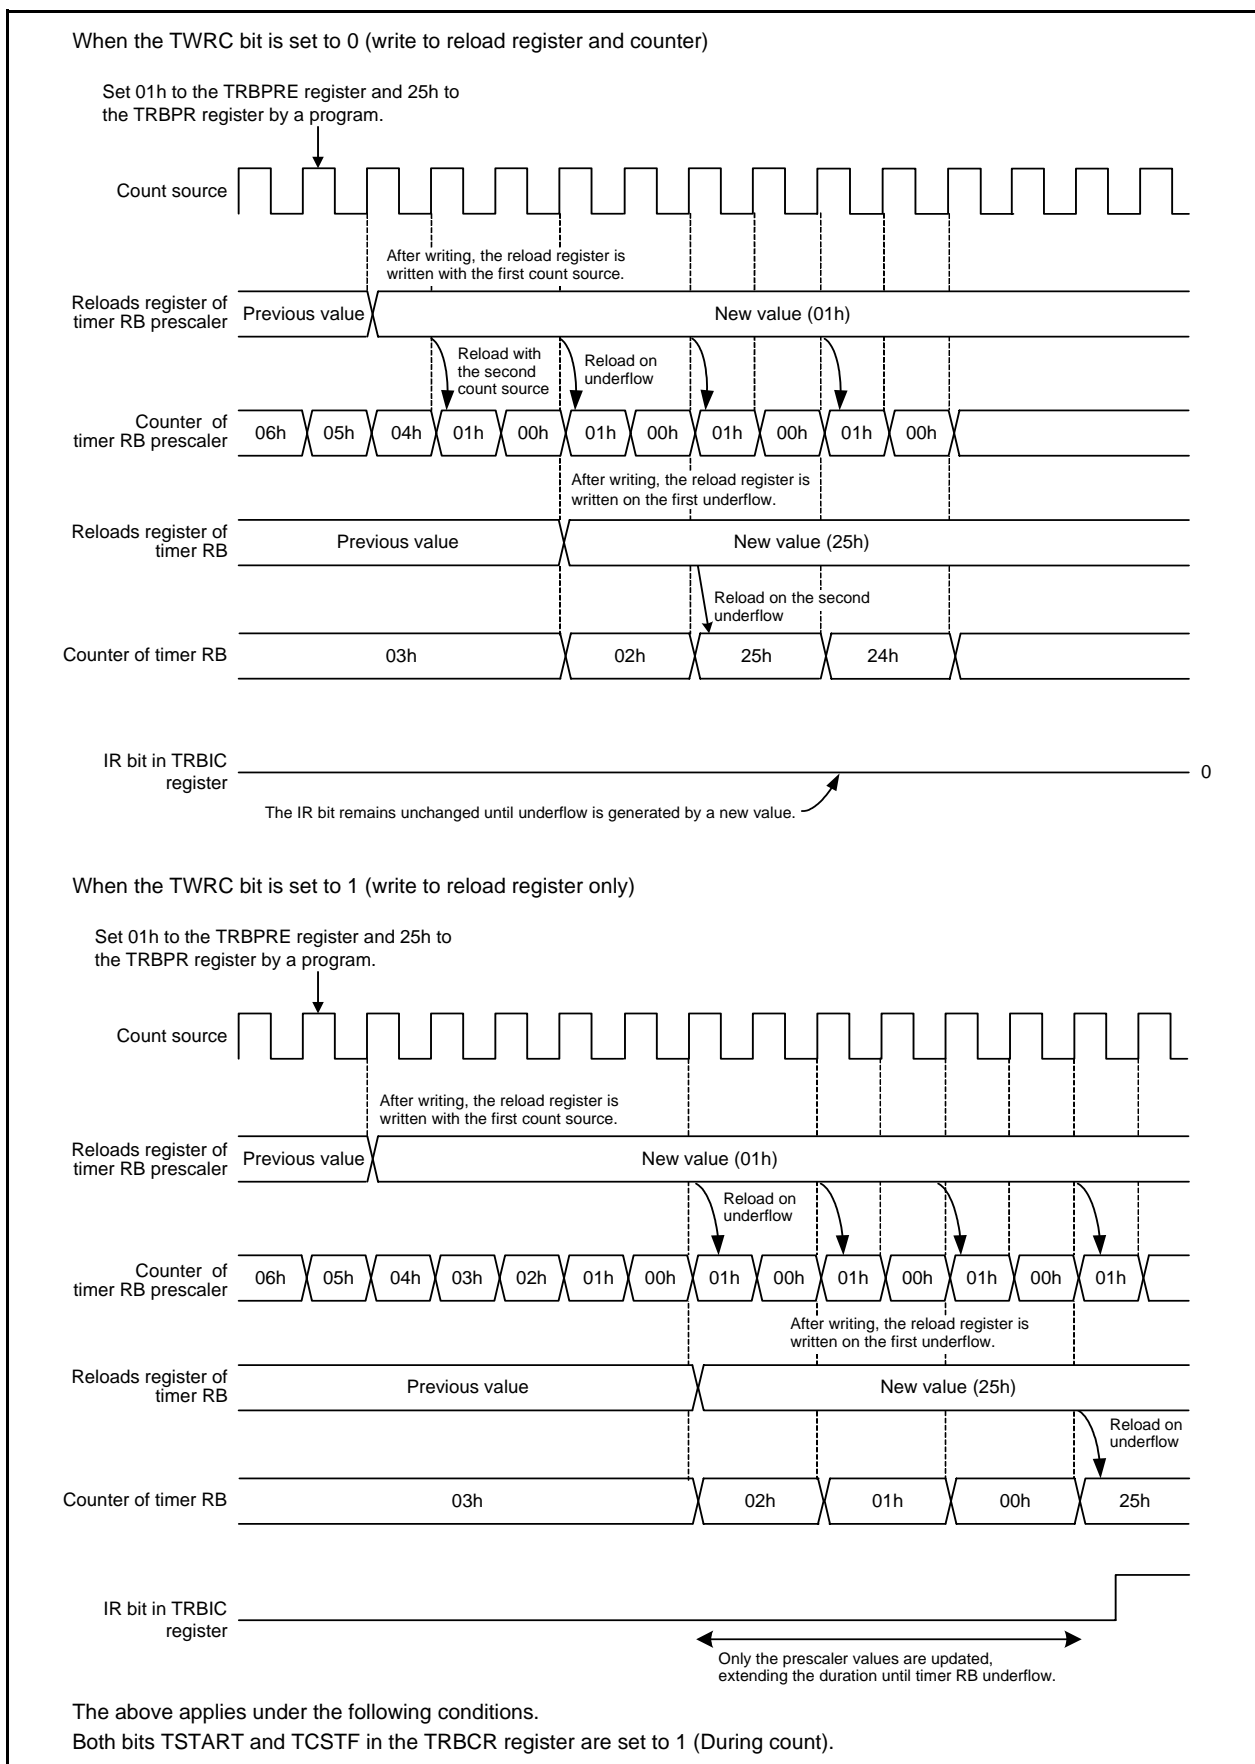 When the TWRC bit is set to 0 (write to reload register and counter)
Set 01h to the TRBPRE register and 25h to
the TRBPR register by a program.
Count source
After writing, the reload register is
written with the first count source.
Reloads register of
timer RB prescaler
Previous value
New value (01h)
Reload with
the second
count source
Reload on
underflow
Counter of
timer RB prescaler
06h 05h 04h 01h 00h 01h 00h 01h 00h 01h 00h
After writing, the reload register is
written on the first underflow.
Reloads register of
timer RB
Previous value
New value (25h)
Reload on the second
underflow
Counter of timer RB
03h 02h 25h 24h
IR bit in TRBIC
register
0
The IR bit remains unchanged until underflow is generated by a new value.
When the TWRC bit is set to 1 (write to reload register only)
Set 01h to the TRBPRE register and 25h to
the TRBPR register by a program.
Count source
After writing, the reload register is
written with the first count source.
Reloads register of
timer RB prescaler
Previous value
New value (01h)
Reload on
underflow
Counter of
timer RB prescaler
06h 05h 04h 03h 02h 01h 00h 01h 00h 01h 00h 01h 00h 01h
After writing, the reload register is
written on the first underflow.
Reloads register of
timer RB
Previous value
New value (25h)
Reload on
underflow
Counter of timer RB
03h 02h 01h 00h 25h
IR bit in TRBIC
register
Only the prescaler values are updated,
extending the duration until timer RB underflow.
The above applies under the following conditions.
Both bits TSTART and TCSTF in the TRBCR register are set to 1 (During count).